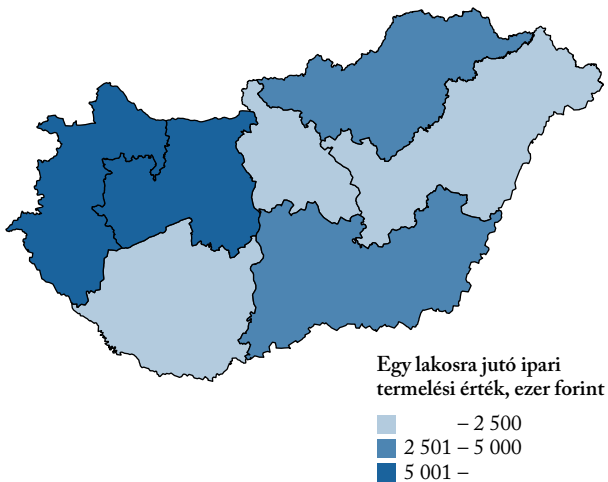 Egy lakosra jutó ipari
termelési érték, ezer forint
– 2 500
2 501 – 5 000
5 001 –